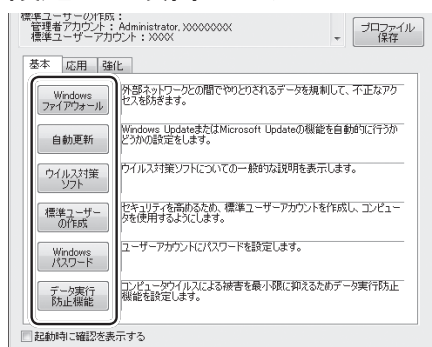 標準ユーザーの作成：
管理者アカウント： Administrator, XXXXXXXX
標準ユーザーアカウント： XXXX
プロファイル
保存
基本 応用 強化
Windows
ファイアウォール
外部ネットワークとの間でやりとりされるデータを規制して、不正なアク
セスを防ぎます。
自動更新
Windows UpdateまたはMicrosoft Updateの機能を自動的に行うか
どうかの設定をします。
ウイルス対策
ソフト
ウイルス対策ソフトについての一般的な説明を表示します。
標準ユーザー
の作成
セキュリティを高めるため、標準ユーザーアカウントを作成し、コンピュー
タを使用するようにします。
Windows
パスワード
ユーザーアカウントにパスワードを設定します。
データ実行
防止機能
コンピュータウイルスによる被害を最小限に抑えるためデータ実行防止
機能を設定します。
起動時に確認を表示する